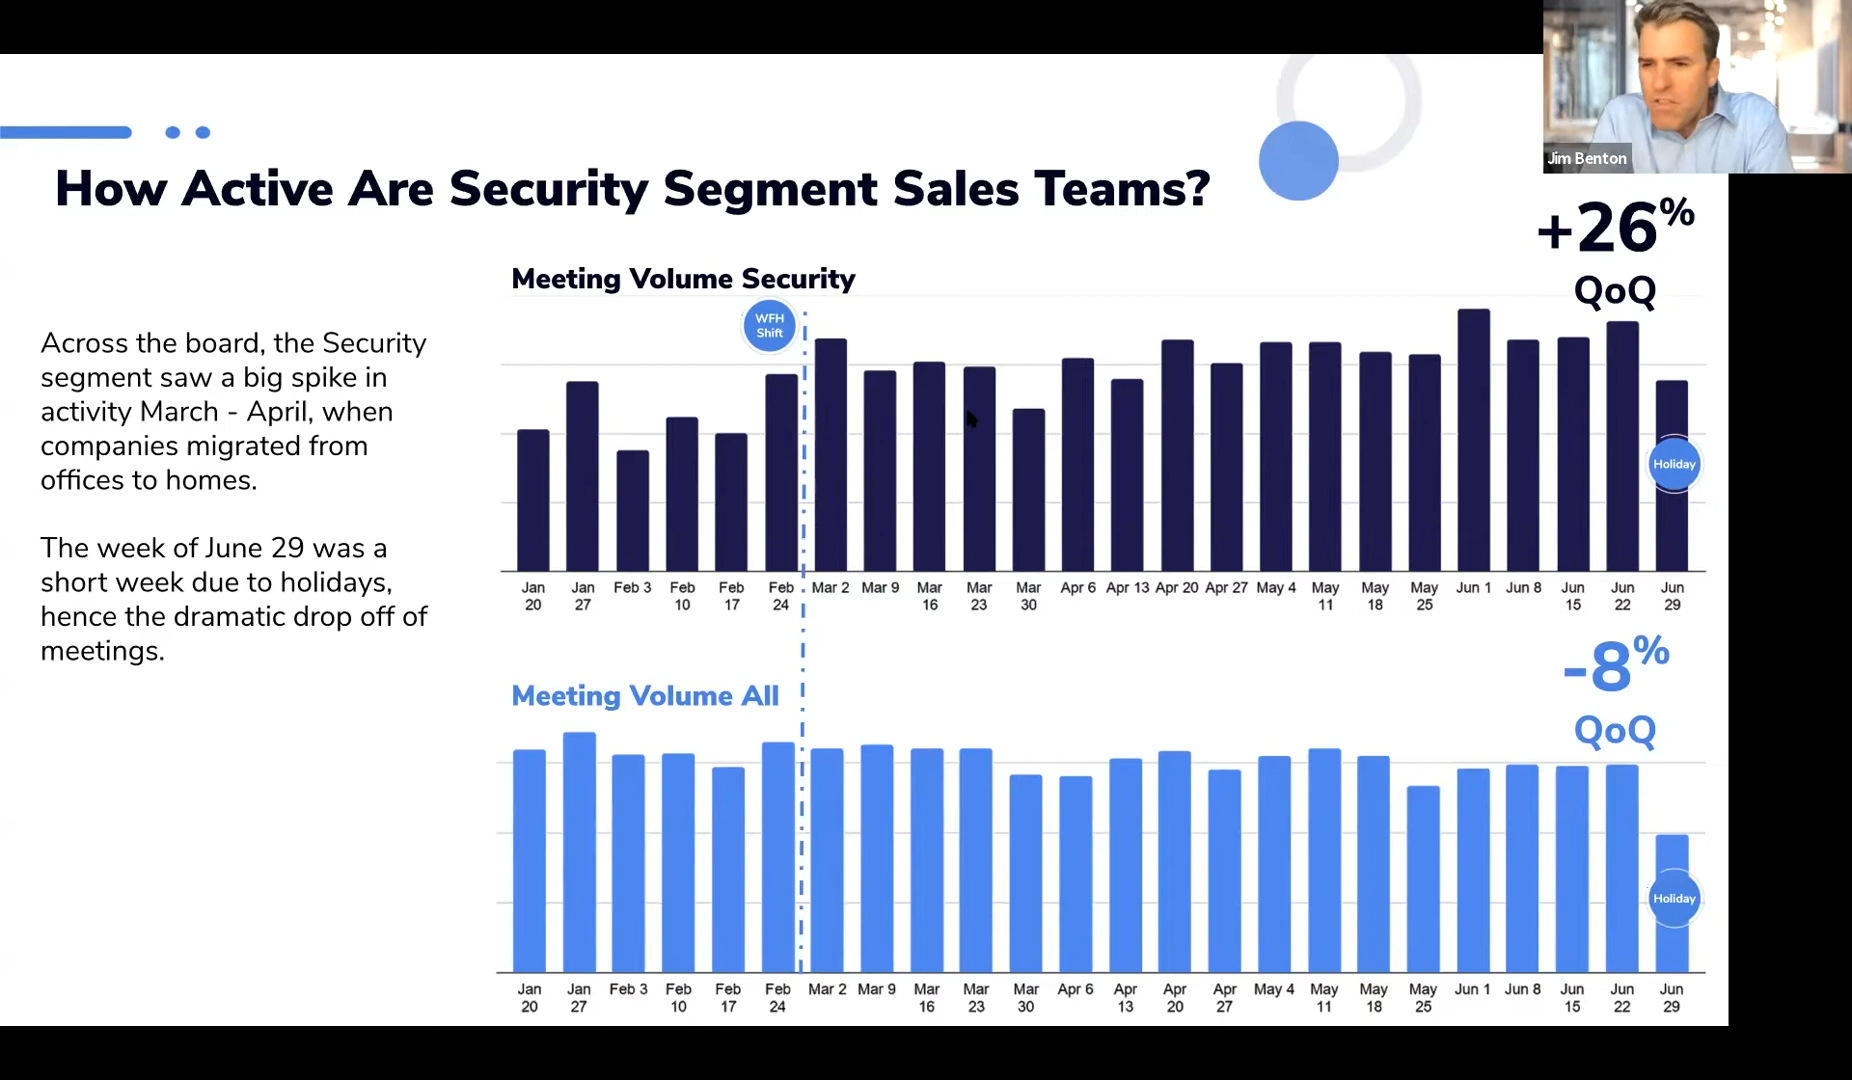 Jim Benton
How Active Are Security Segment Sales Teams?
+26%
QoQ
Meeting Volume Security
WFH
Shift
Across the board, the Security
segment saw a big spike in
activity March - April, when
companies migrated from
offices to homes.
The week of June 29 was a
short week due to holidays,
hence the dramatic drop off of
meetings.
Holiday
Jan 20 Jan 27 Feb 3 Feb 10 Feb 17 Feb 24 Mar 2 Mar 9 Mar 16 Mar 23 Mar 30 Apr 6 Apr 13 Apr 20 Apr 27 May 4 May 11 May 18 May 25 Jun 1 Jun 8 Jun 15 Jun 22 Jun 29
-8%
QoQ
Meeting Volume All
Holiday
Jan 20 Jan 27 Feb 3 Feb 10 Feb 17 Feb 24 Mar 2 Mar 9 Mar 16 Mar 23 Mar 30 Apr 6 Apr 13 Apr 20 Apr 27 May 4 May 11 May 18 May 25 Jun 1 Jun 8 Jun 15 Jun 22 Jun 29